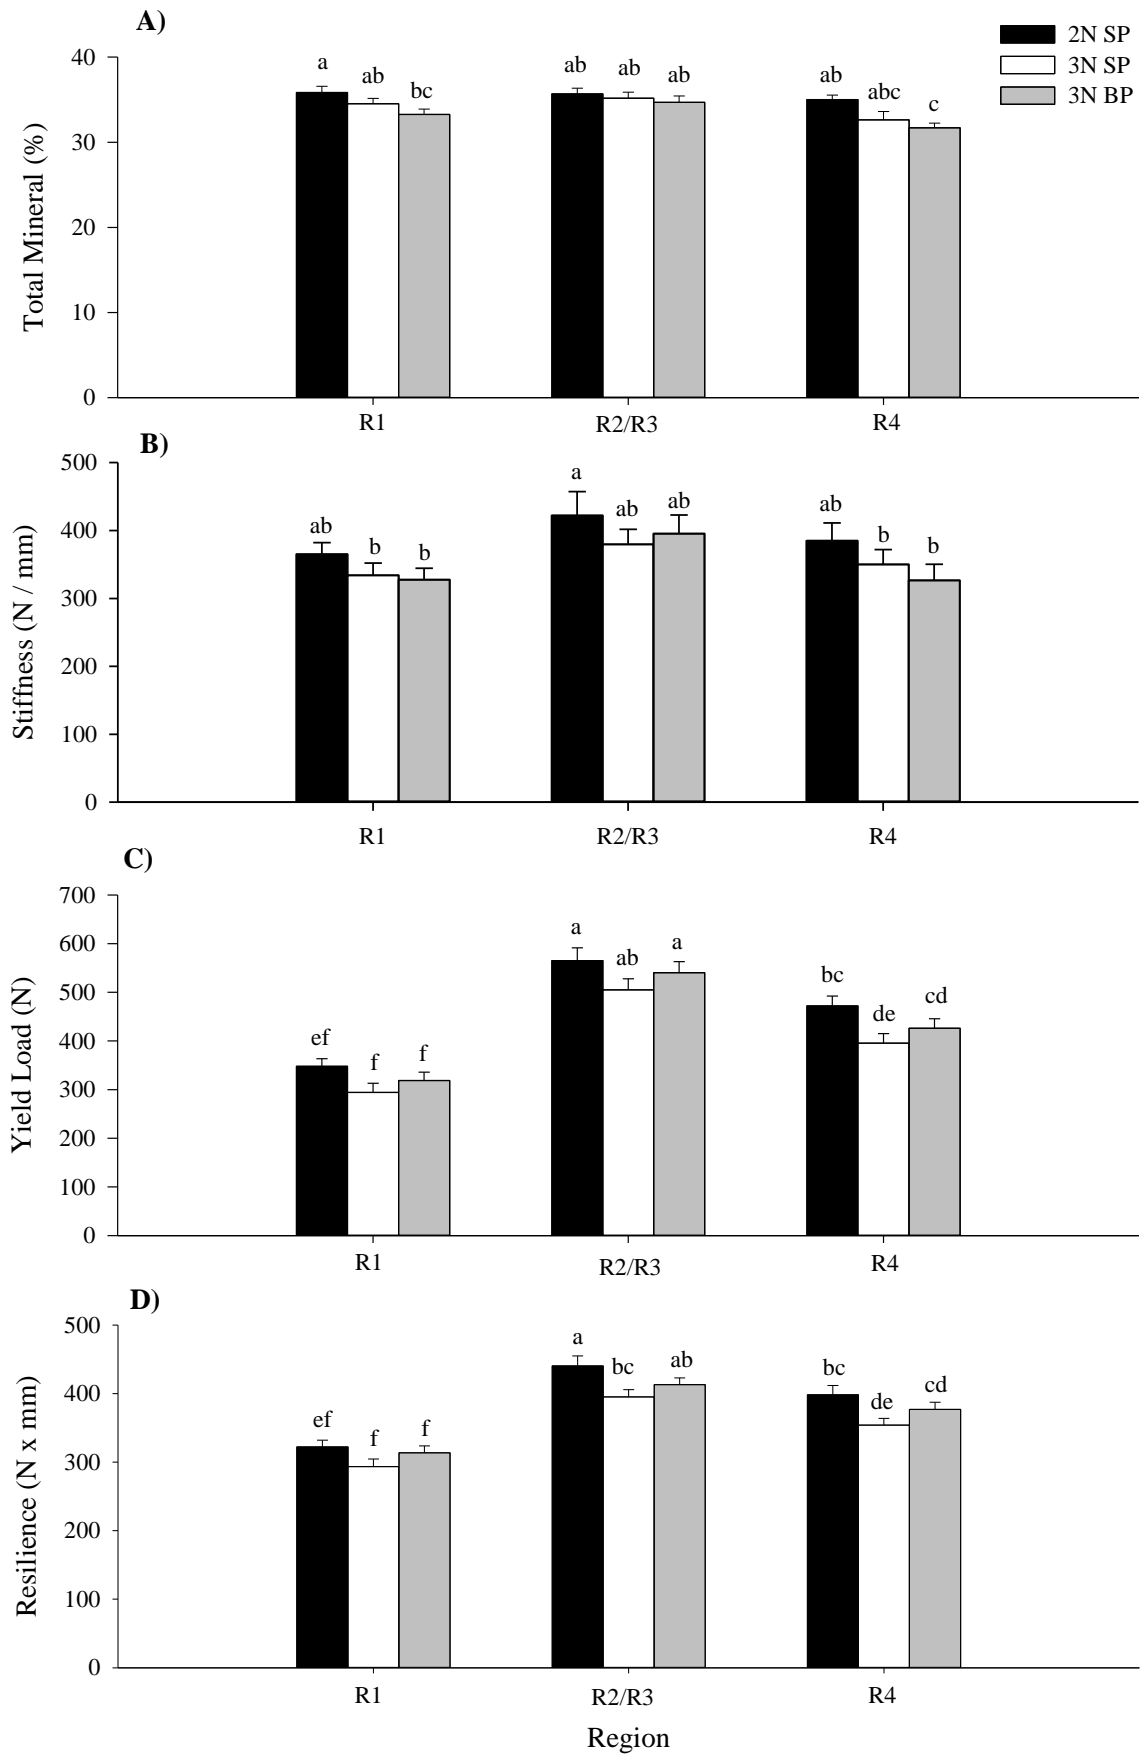 A)
2N SP
3N SP
3N BP
Total Mineral (%)
40
30
20
10
0
a
ab
bc
ab
ab
ab
ab
abc
c
R1
R2/R3
R4
B)
Stiffness (N / mm)
500
400
300
200
100
0
ab
b
b
a
ab
ab
ab
b
b
R1
R2/R3
R4
C)
Yield Load (N)
700
600
500
400
300
200
100
0
ef
f
f
a
ab
a
bc
de
cd
R1
R2/R3
R4
D)
Resilience (N x mm)
500
400
300
200
100
0
ef
f
f
a
bc
ab
bc
de
cd
R1
R2/R3
R4
Region